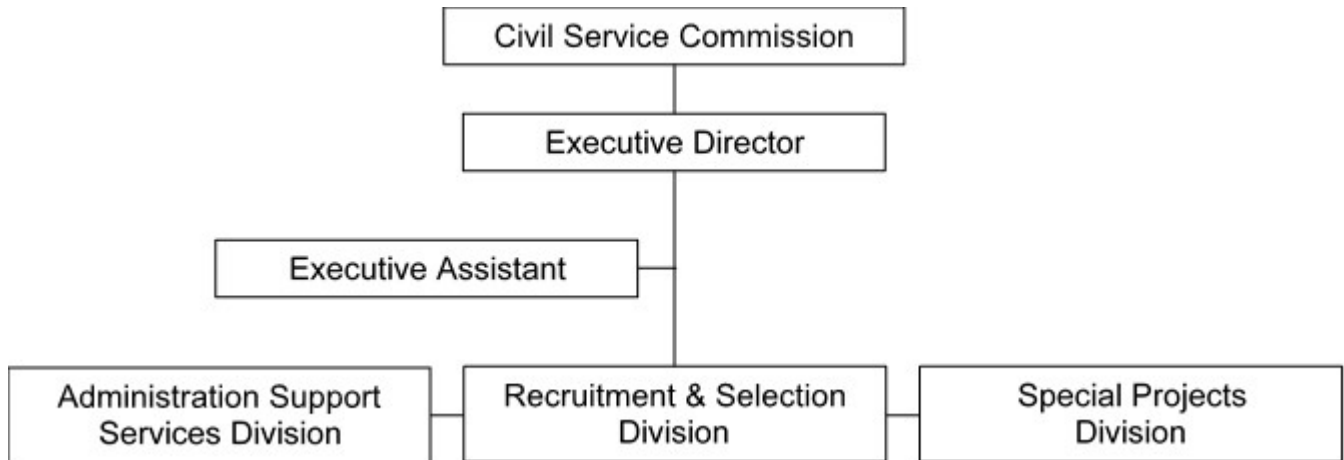 Civil Service Commission
Executive Director
Executive Assistant
Administration Support
Services Division
Recruitment & Selection
Division
Special Projects
Division